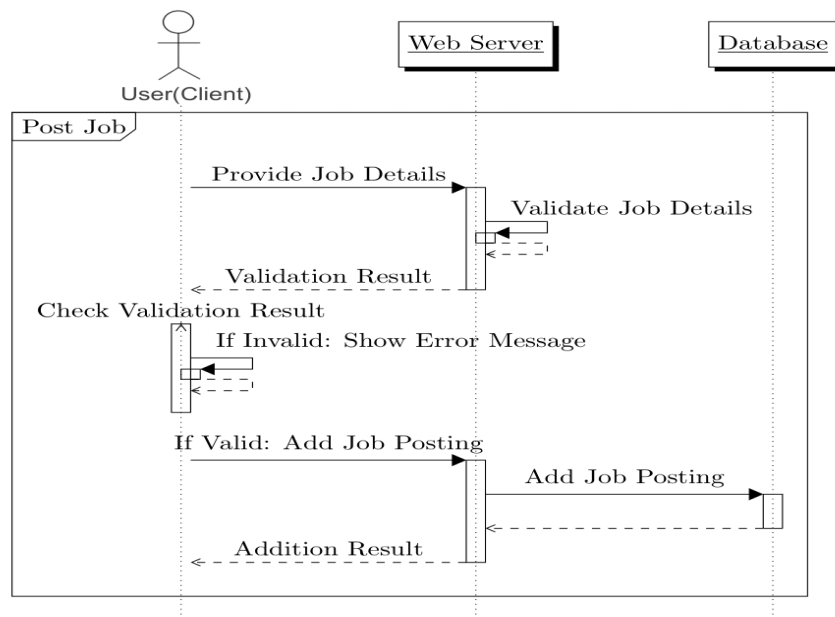 Web Server
Database
User(Client)
Post Job
Provide Job Details
Validate Job Details
Validation Result
Check Validation Result
If Invalid: Show Error Message
If Valid: Add Job Posting
Add Job Posting
Addition Result